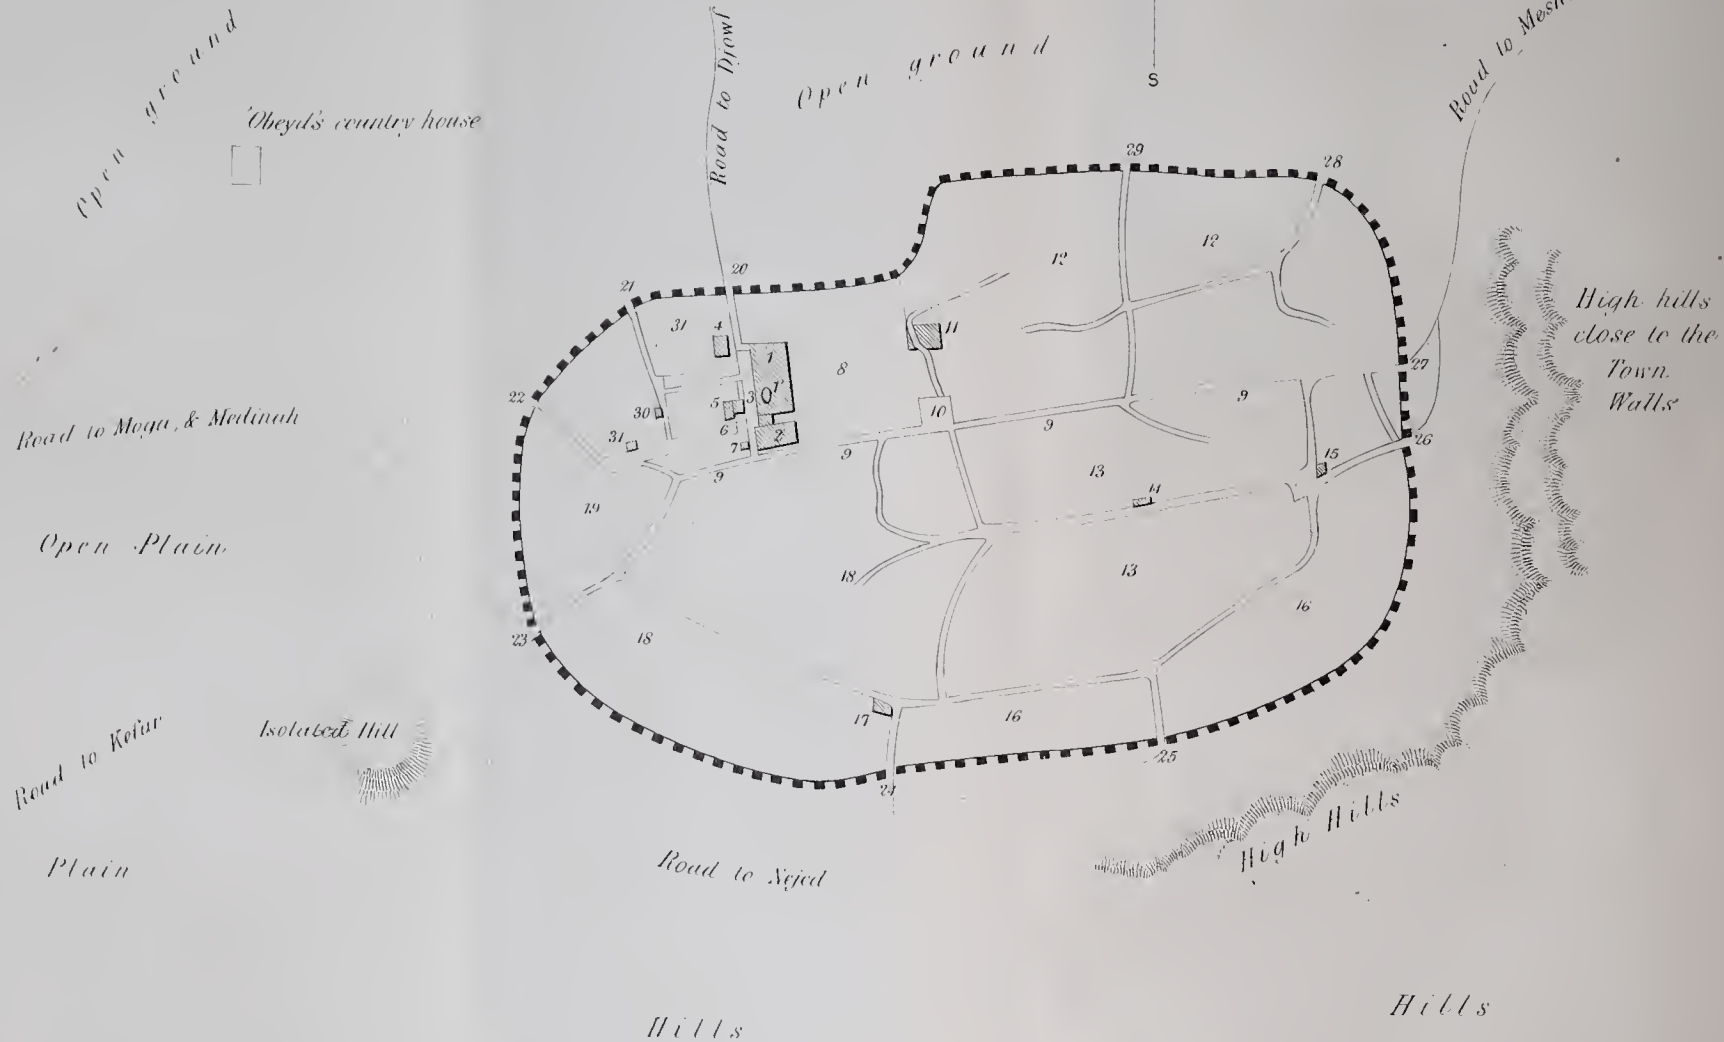 Open ground
'Obeyd's country house
Road to Djowf
Open ground
S
Road to
29
28
12
12
20
21
31
4
1
1'
11
8
High hills
close to the
Town
Walls
27
22
Road to Moga, & Medinah
30
5
3
10
9
31
6
2
9
26
7
9
9
13
15
14
19
Open Plain
18
13
16
23
18
Road to Kefar
Isolated Hill
17
16
25
24
High Hills
Plain
Road to Nejed
Hills
Hills